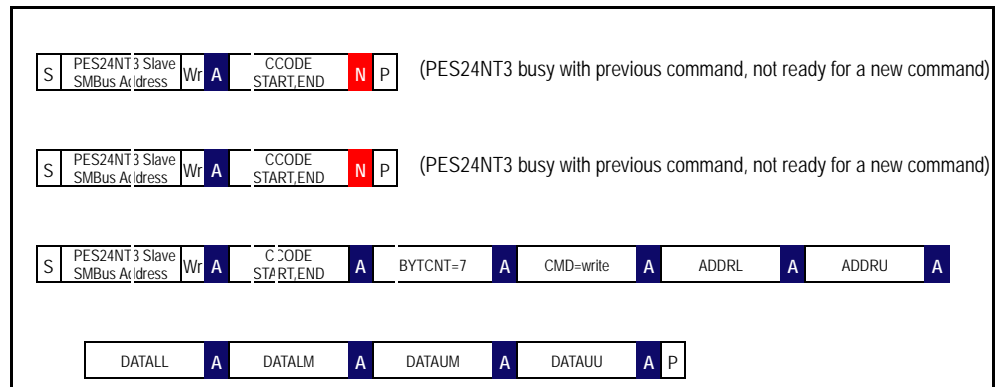 S PES24NT3 Slave SMBus Address Wr A CCODE START,END N P (PES24NT3 busy with previous command, not ready for a new command)
S PES24NT3 Slave SMBus Address Wr A CCODE START,END N P (PES24NT3 busy with previous command, not ready for a new command)
S PES24NT3 Slave SMBus Address Wr A CCODE START,END A BYTCNT=7 A CMD=write A ADDRL A ADDRU A
DATALL A DATALM A DATAUM A DATAUU A P